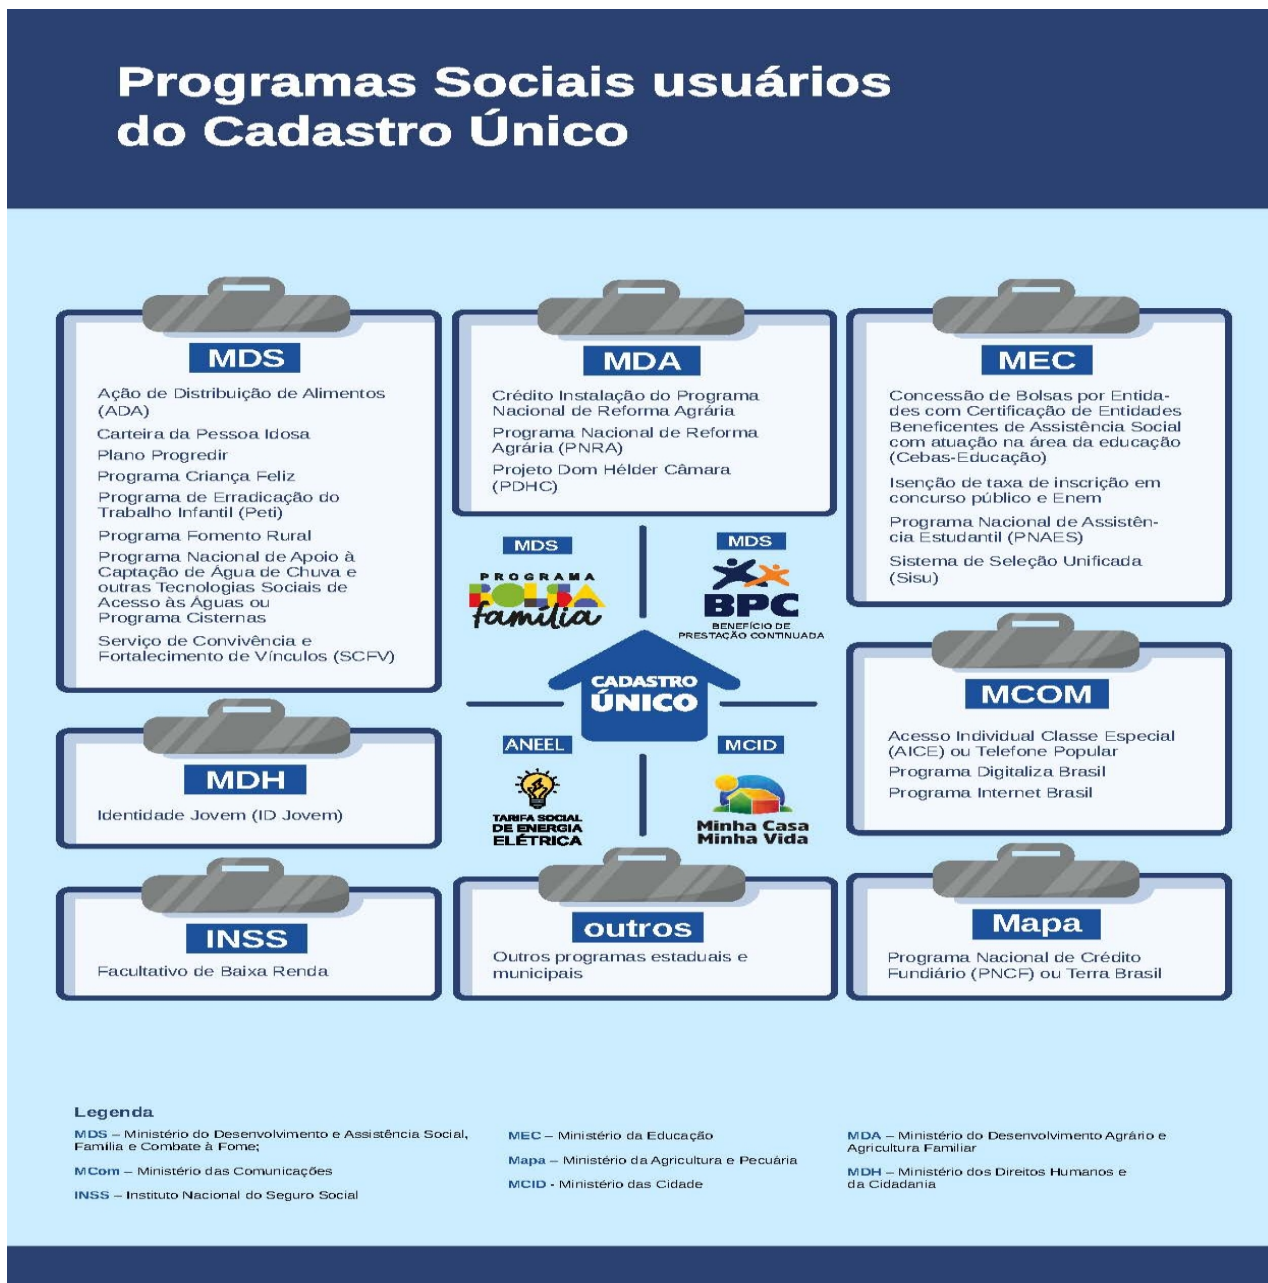 Programas Sociais usuários
do Cadastro Único
MDS
Ação de Distribuição de Alimentos
(ADA)
Carteira da Pessoa Idosa
Plano Progredir
Programa Criança Feliz
Programa de Erradicação do
Trabalho Infantil (Peti)
Programa Fomento Rural
Programa Nacional de Apoio à
Captação de Água de Chuva e
outras Tecnologias Sociais de
Acesso às Águas ou
Programa Cisternas
Serviço de Convivência e
Fortalecimento de Vínculos (SCFV)
MDA
Crédito Instalação do Programa
Nacional de Reforma Agrária
Programa Nacional de Reforma
Agrária (PNRA)
Projeto Dom Hélder Câmara
(PDHC)
MEC
Concessão de Bolsas por Entida-
des com Certificação de Entidades
Beneficentes de Assistência Social
com atuação na área da educação
(Cebas-Educação)
Isenção de taxa de inscrição em
concurso público e Enem
Programa Nacional de Assistên-
cia Estudantil (PNAES)
Sistema de Seleção Unificada
(Sisu)
MDS
PROGRAMA
BOLSA
família
MDS
BPC
BENEFÍCIO DE
PRESTAÇÃO CONTINUADA
CADASTRO
ÚNICO
ANEEL
TARIFA SOCIAL
DE ENERGIA
ELÉTRICA
MCID
Minha Casa
Minha Vida
MDH
Identidade Jovem (ID Jovem)
MCOM
Acesso Individual Classe Especial
(AICE) ou Telefone Popular
Programa Digitaliza Brasil
Programa Internet Brasil
INSS
Facultativo de Baixa Renda
outros
Outros programas estaduais e
municipais
Mapa
Programa Nacional de Crédito
Fundiário (PNCF) ou Terra Brasil
Legenda
MDS – Ministério do Desenvolvimento e Assistência Social,
Família e Combate à Fome;
MCom – Ministério das Comunicações
INSS – Instituto Nacional do Seguro Social
MEC – Ministério da Educação
Mapa – Ministério da Agricultura e Pecuária
MCID - Ministério das Cidade
MDA – Ministério do Desenvolvimento Agrário e
Agricultura Familiar
MDH – Ministério dos Direitos Humanos e
da Cidadania